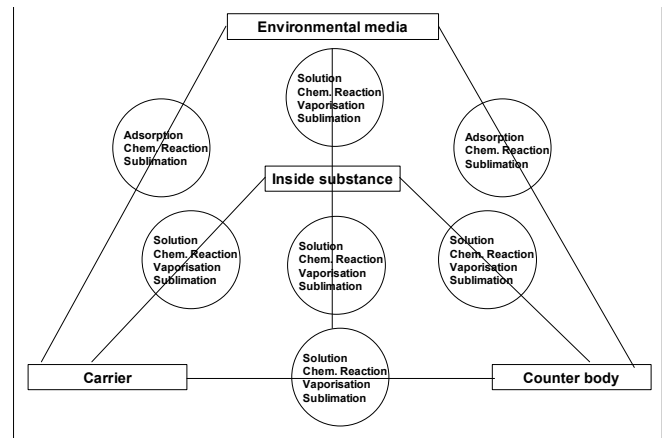 Environmental media
Solution
Chem. Reaction
Vaporisation
Sublimation
Adsorption
Chem. Reaction
Sublimation
Adsorption
Chem. Reaction
Sublimation
Inside substance
Solution
Chem. Reaction
Vaporisation
Sublimation
Solution
Chem. Reaction
Vaporisation
Sublimation
Solution
Chem. Reaction
Vaporisation
Sublimation
Carrier
Solution
Chem. Reaction
Vaporisation
Sublimation
Counter body